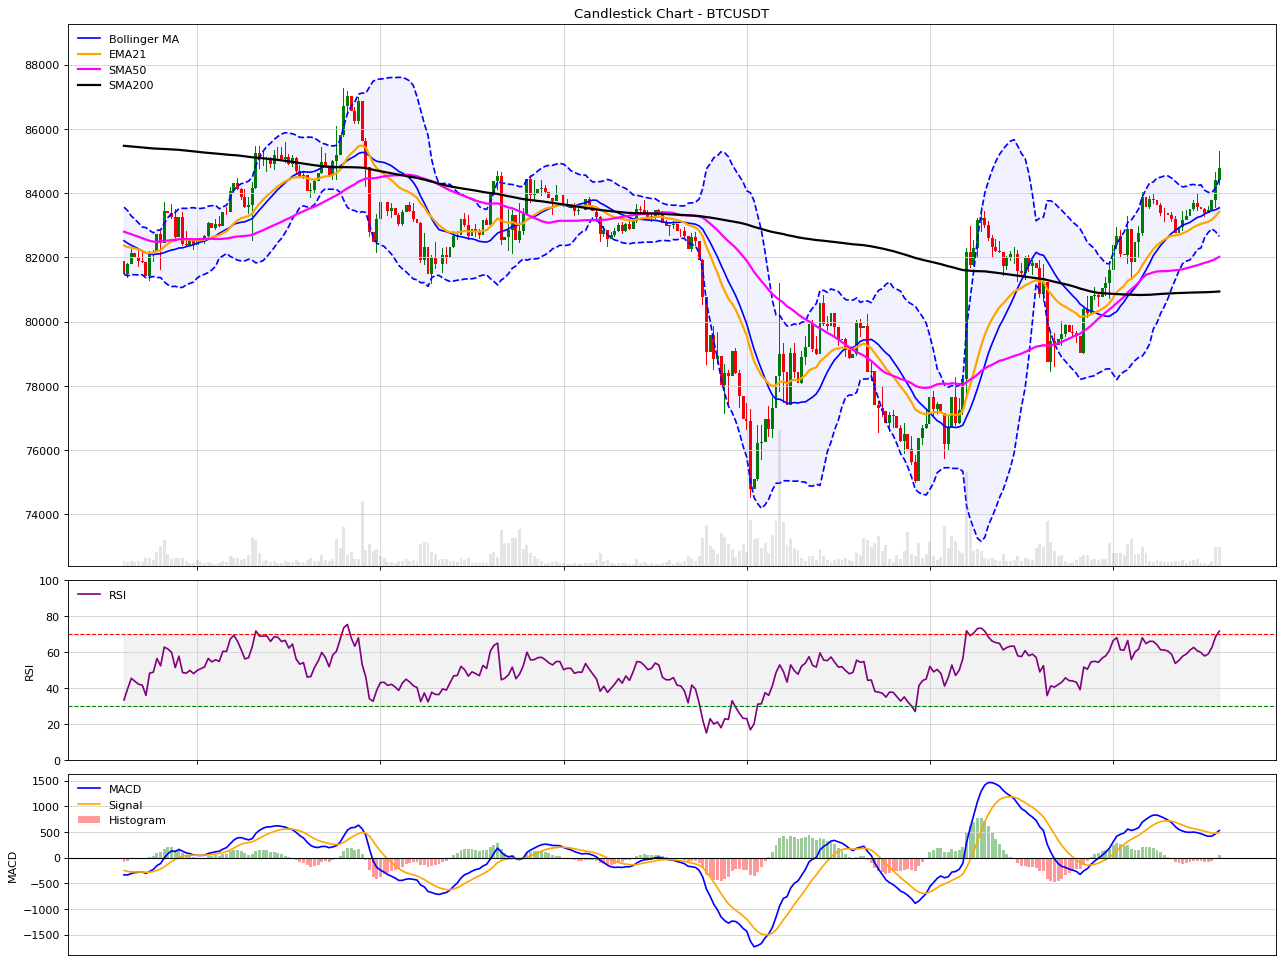 Candlestick Chart - BTCUSDT
Bollinger MA
EMA21
SMA50
SMA200
88000
86000
84000
82000
80000
78000
76000
74000
RSI
100
80
60
40
20
0
RSI
MACD
Signal
Histogram
1500
1000
500
0
−500
−1000
−1500
MACD